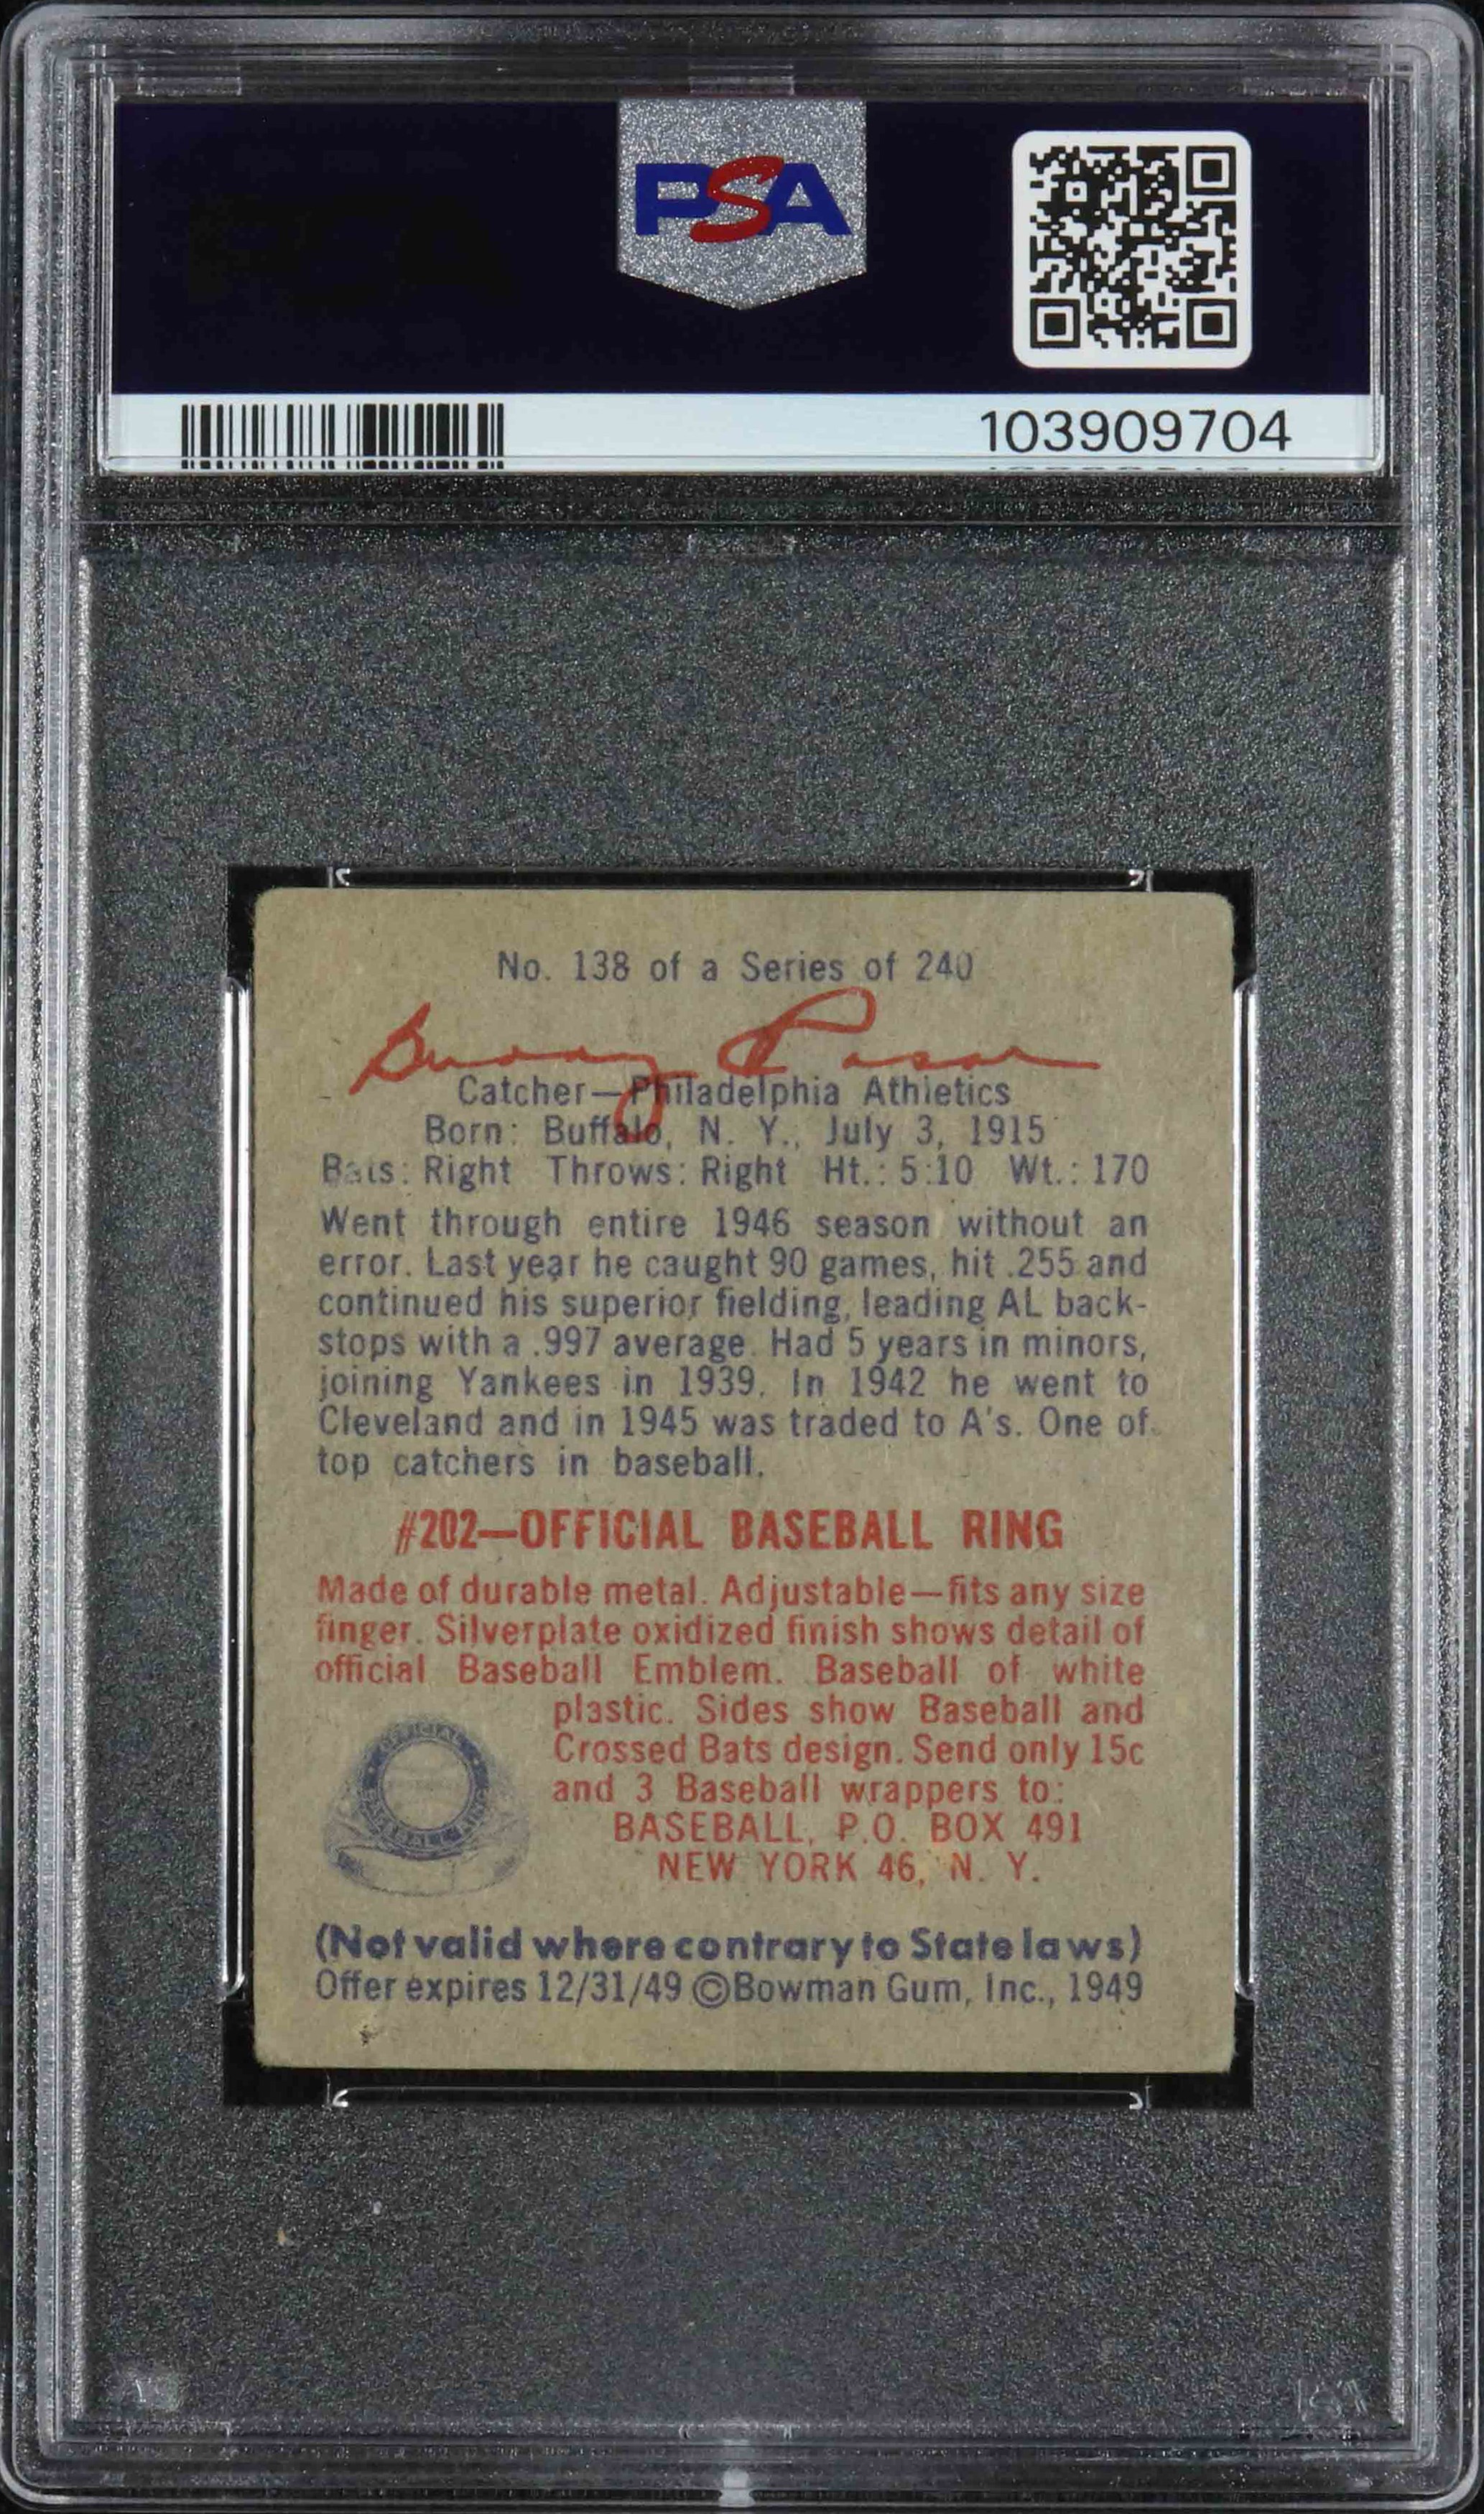 PSA
103909704
No. 138 of a Series of 240
Buddy Rosar
Catcher—Philadelphia Athletics
Born: Buffalo, N. Y., July 3, 1915
Bats: Right Throws: Right Ht.: 5:10 Wt.: 170
Went through entire 1946 season without an
error. Last year he caught 90 games, hit .255 and
continued his superior fielding, leading AL back-
stops with a .997 average. Had 5 years in minors,
joining Yankees in 1939. In 1942 he went to
Cleveland and in 1945 was traded to A's. One of
top catchers in baseball.
#202—OFFICIAL BASEBALL RING
Made of durable metal. Adjustable—fits any size
finger. Silverplate oxidized finish shows detail of
official Baseball Emblem. Baseball of white
plastic. Sides show Baseball and
Crossed Bats design. Send only 15c
and 3 Baseball wrappers to:
BASEBALL, P.O. BOX 491
NEW YORK 46, N. Y.
OFFICIAL
BASEBALL RING
(Not valid where contrary to State laws)
Offer expires 12/31/49 ©Bowman Gum, Inc., 1949